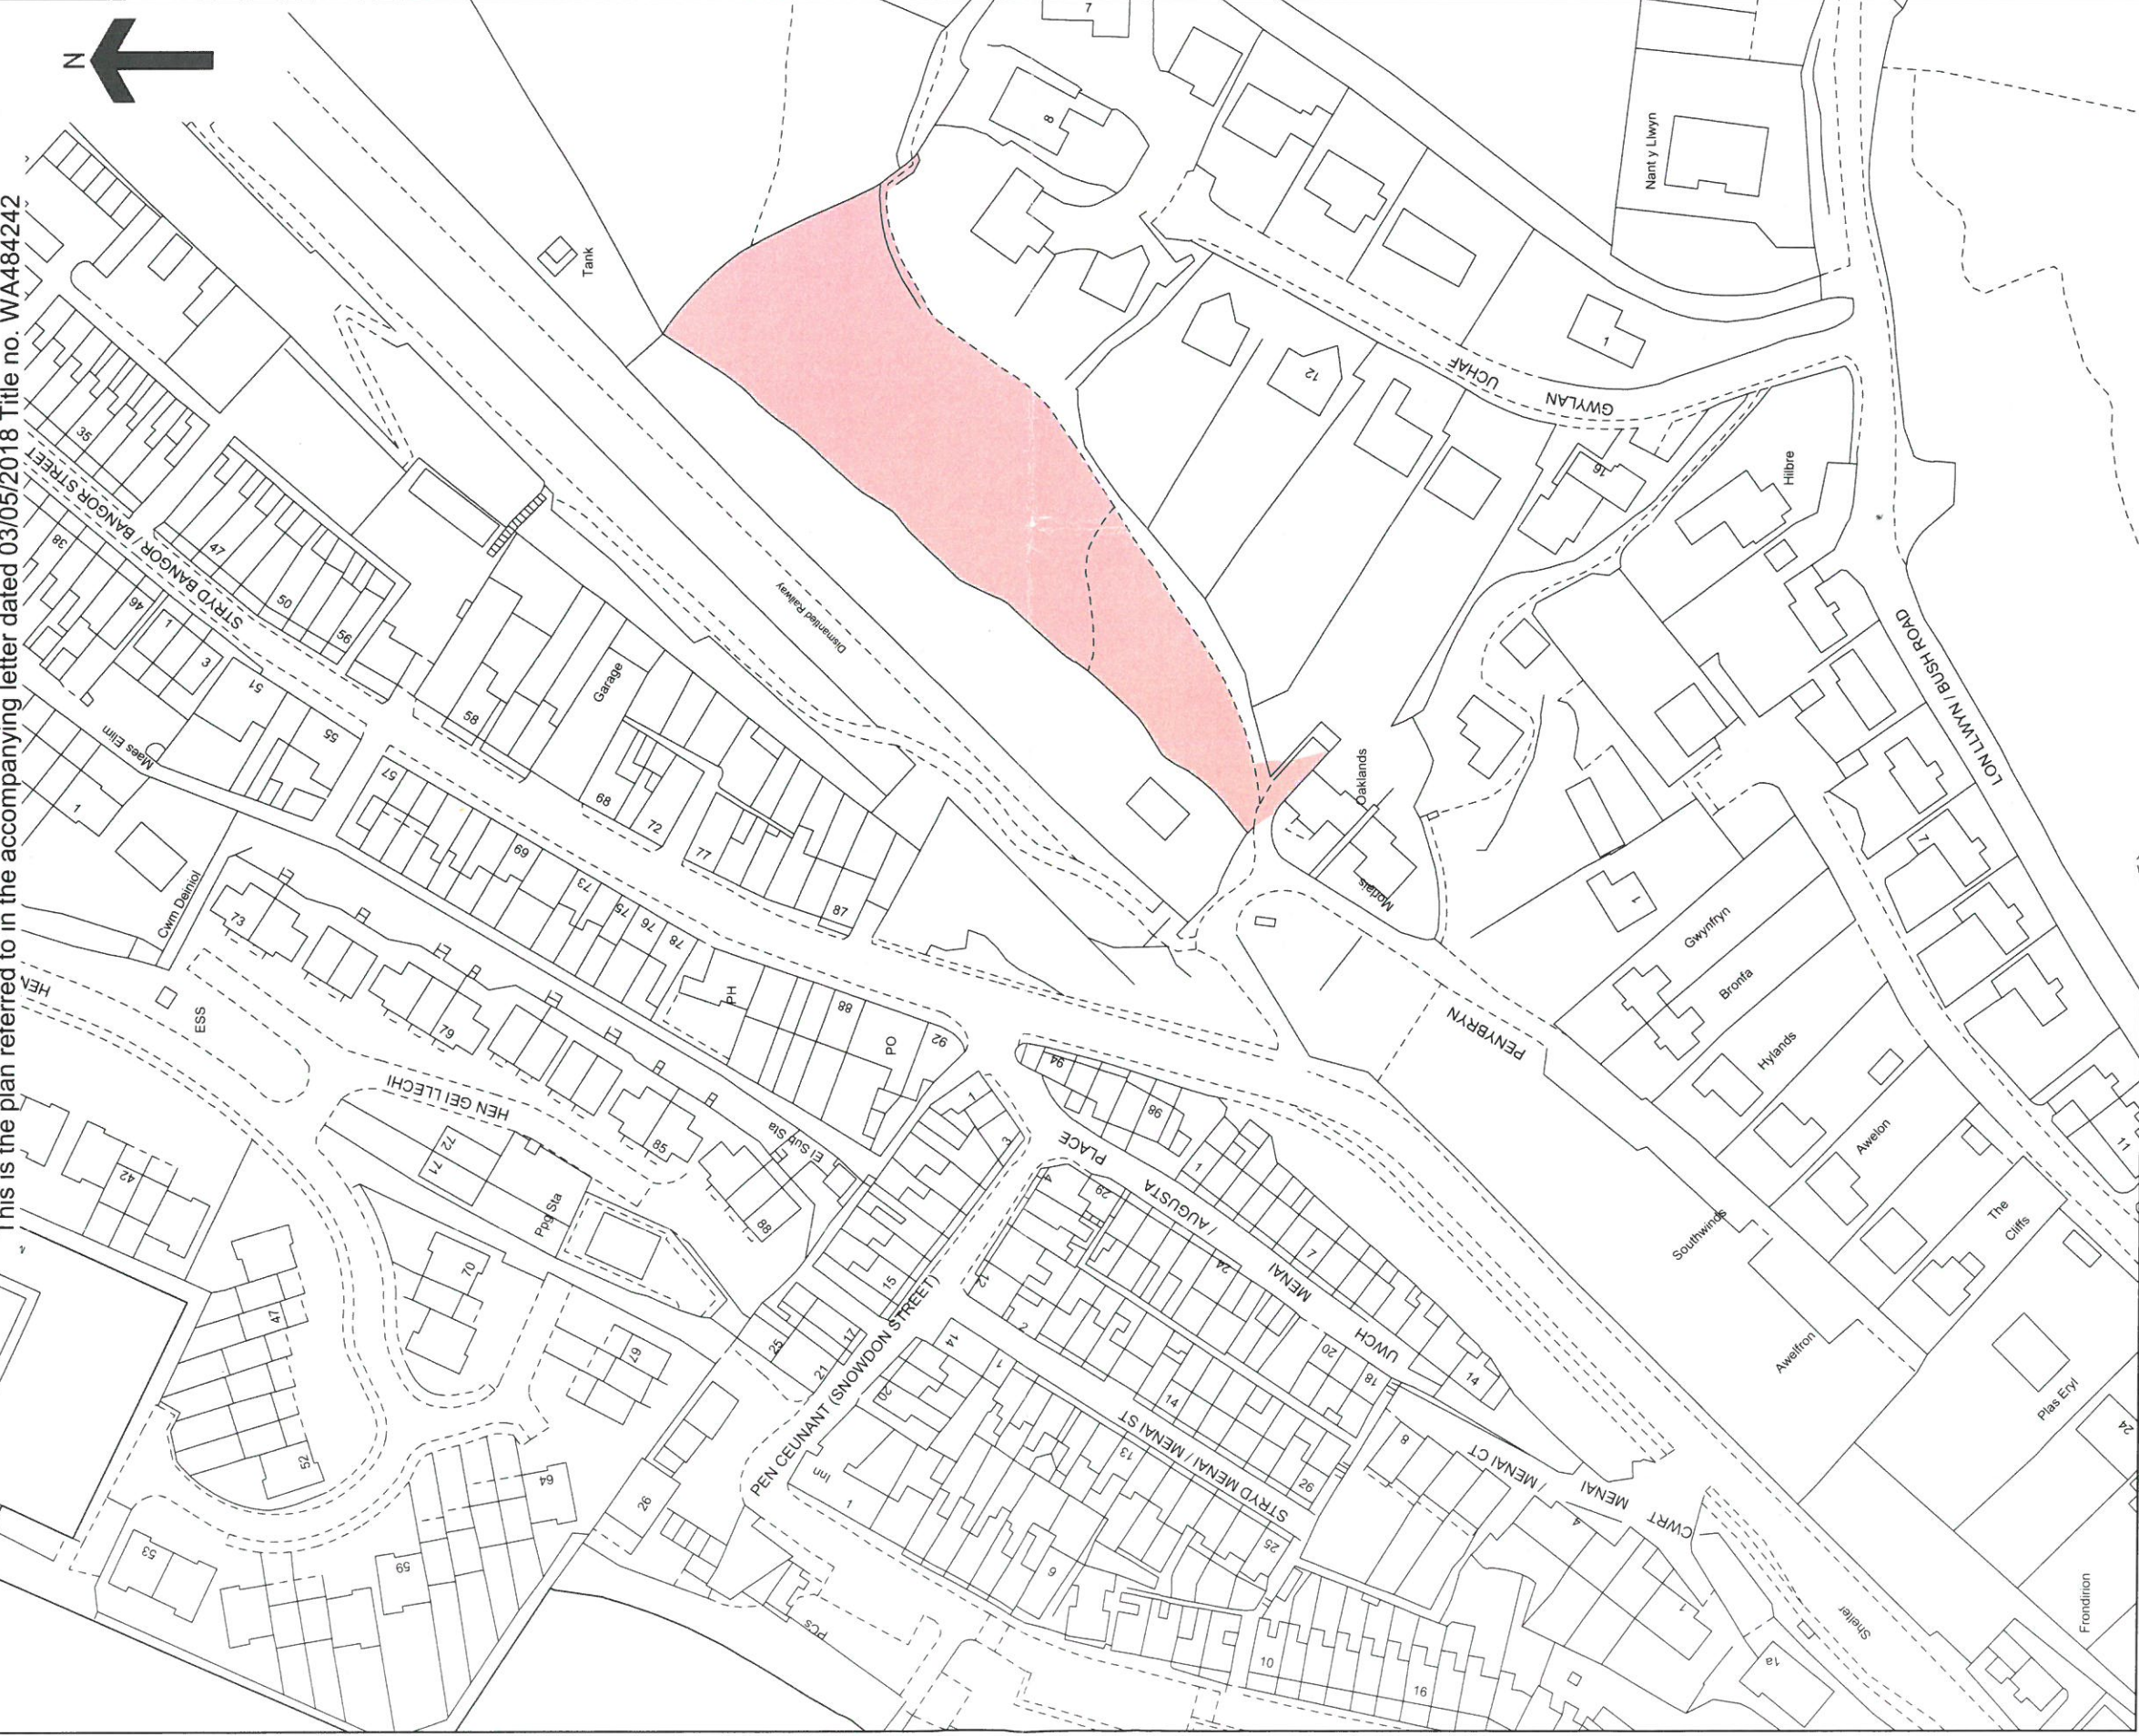 This is the plan referred to in the accompanying letter dated 03/05/2018 Title no. WA484242
N
7
8
Nant y Llwyn
Tank
35
STRYD BANGOR / BANGOR STREET
38
47
46
50
1
56
3
51
55
Maes Elim
1
58
Garage
57
69
72
77
87
Dismantled Railway
12
UCHAF
GWYLAN
1
16
Hilbre
LON LLWYN / BUSH ROAD
Oaklands
Morlais
1
7
Gwynfryn
Bronfa
Hylands
Awelon
The
Cliffs
11
PENYBRYN
Southwinds
Awelfron
Plas Eryl
24
Frondirion
Cwm Deiniol
73
69
73
75
76
78
PH
88
PO
92
HEN
ESS
79
HEN GEI LLECHI
95
88
El Sub Sta
42
72
71
Ppg Sta
70
47
52
67
64
53
59
26
25
21
17
15
1
3
PEN CEUNANT (SNOWDON STREET)
20
14
Inn
1
PCs
94
98
PLACE
/ AUGUSTA
MENAI
UWCH
1
7
14
4
29
24
20
18
12
2
14
26
1
13
25
STRYD MENAI / MENAI ST
6
10
16
8
/ MENAI CT
MENAI
CWRT
4
1
1a
Shelter